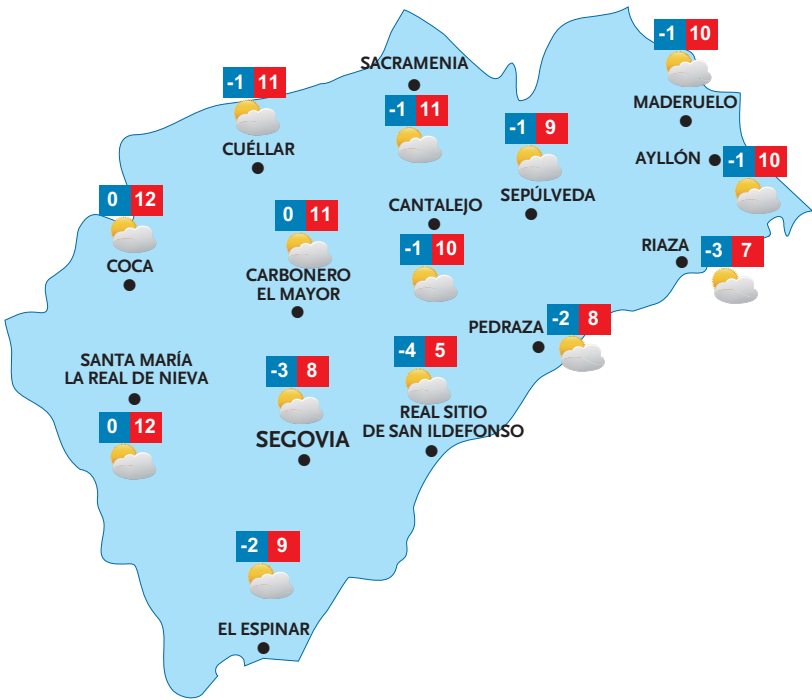 -1 10
MADERUELO
SACRAMENIA
-1 11
-1 11
CUÉLLAR
-1 9
SEPÚLVEDA
AYLLÓN
-1 10
0 12
COCA
0 11
CARBONERO
EL MAYOR
CANTALEJO
-1 10
RIAZA
-3 7
PEDRAZA
-2 8
SANTA MARÍA
LA REAL DE NIEVA
0 12
-3 8
SEGOVIA
-4 5
REAL SITIO
DE SAN ILDEFONSO
-2 9
EL ESPINAR